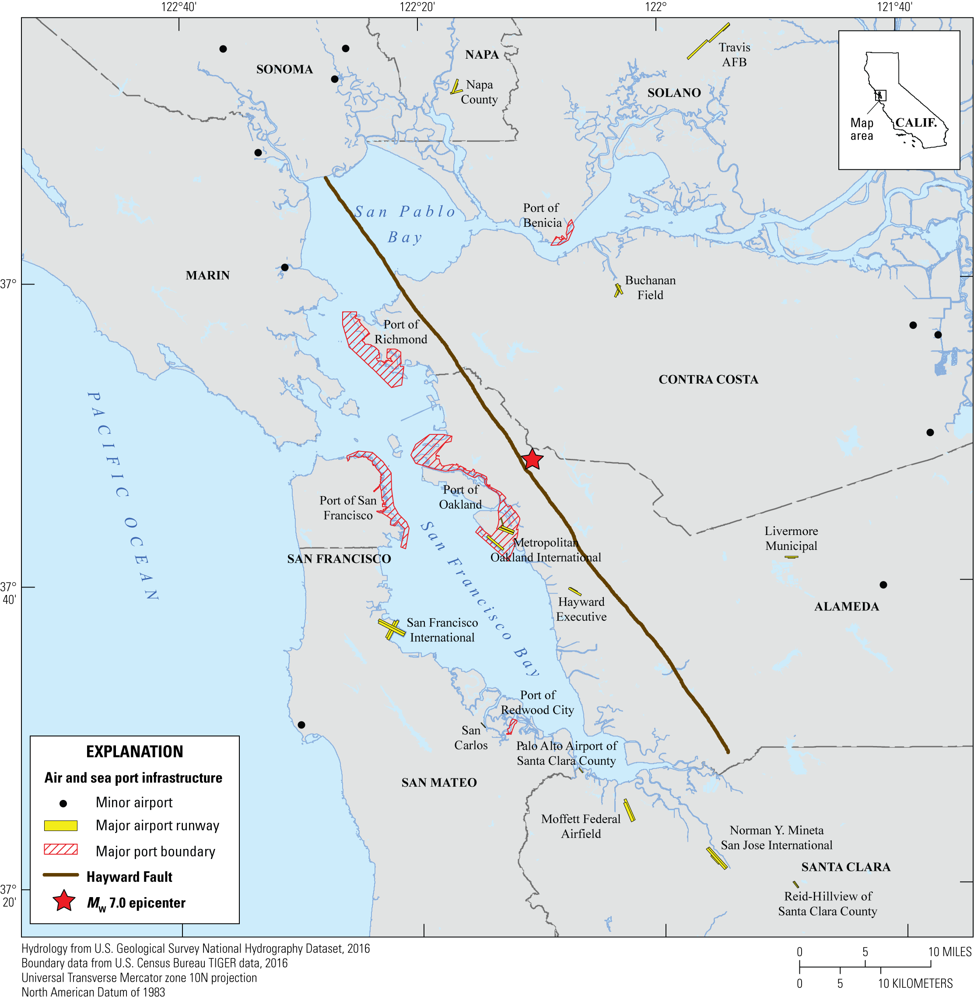 122°40'
122°20'
122°
121°40'
NAPA
SONOMA
Travis
AFB
Napa
County
SOLANO
Map
area
CALIF.
San Pablo
Bay
Port of
Benicia
MARIN
37°
Buchanan
Field
Port of
Richmond
CONTRA COSTA
PACIFIC OCEAN
Port of
Oakland
Port of San
Francisco
San Francisco Bay
Metropolitan
Oakland International
Livermore
Municipal
SAN FRANCISCO
37°
40'
Hayward
Executive
ALAMEDA
San Francisco
International
Port of
Redwood City
San
Carlos
Palo Alto Airport of
Santa Clara County
SAN MATEO
Moffett Federal
Airfield
Norman Y. Mineta
San Jose International
SANTA CLARA
37°
20'
Reid-Hillview of
Santa Clara County
EXPLANATION
Air and sea port infrastructure
Minor airport
Major airport runway
Major port boundary
Hayward Fault
Mw 7.0 epicenter
Hydrology from U.S. Geological Survey National Hydrography Dataset, 2016
Boundary data from U.S. Census Bureau TIGER data, 2016
Universal Transverse Mercator zone 10N projection
North American Datum of 1983
0 5 10 MILES
0 5 10 KILOMETERS